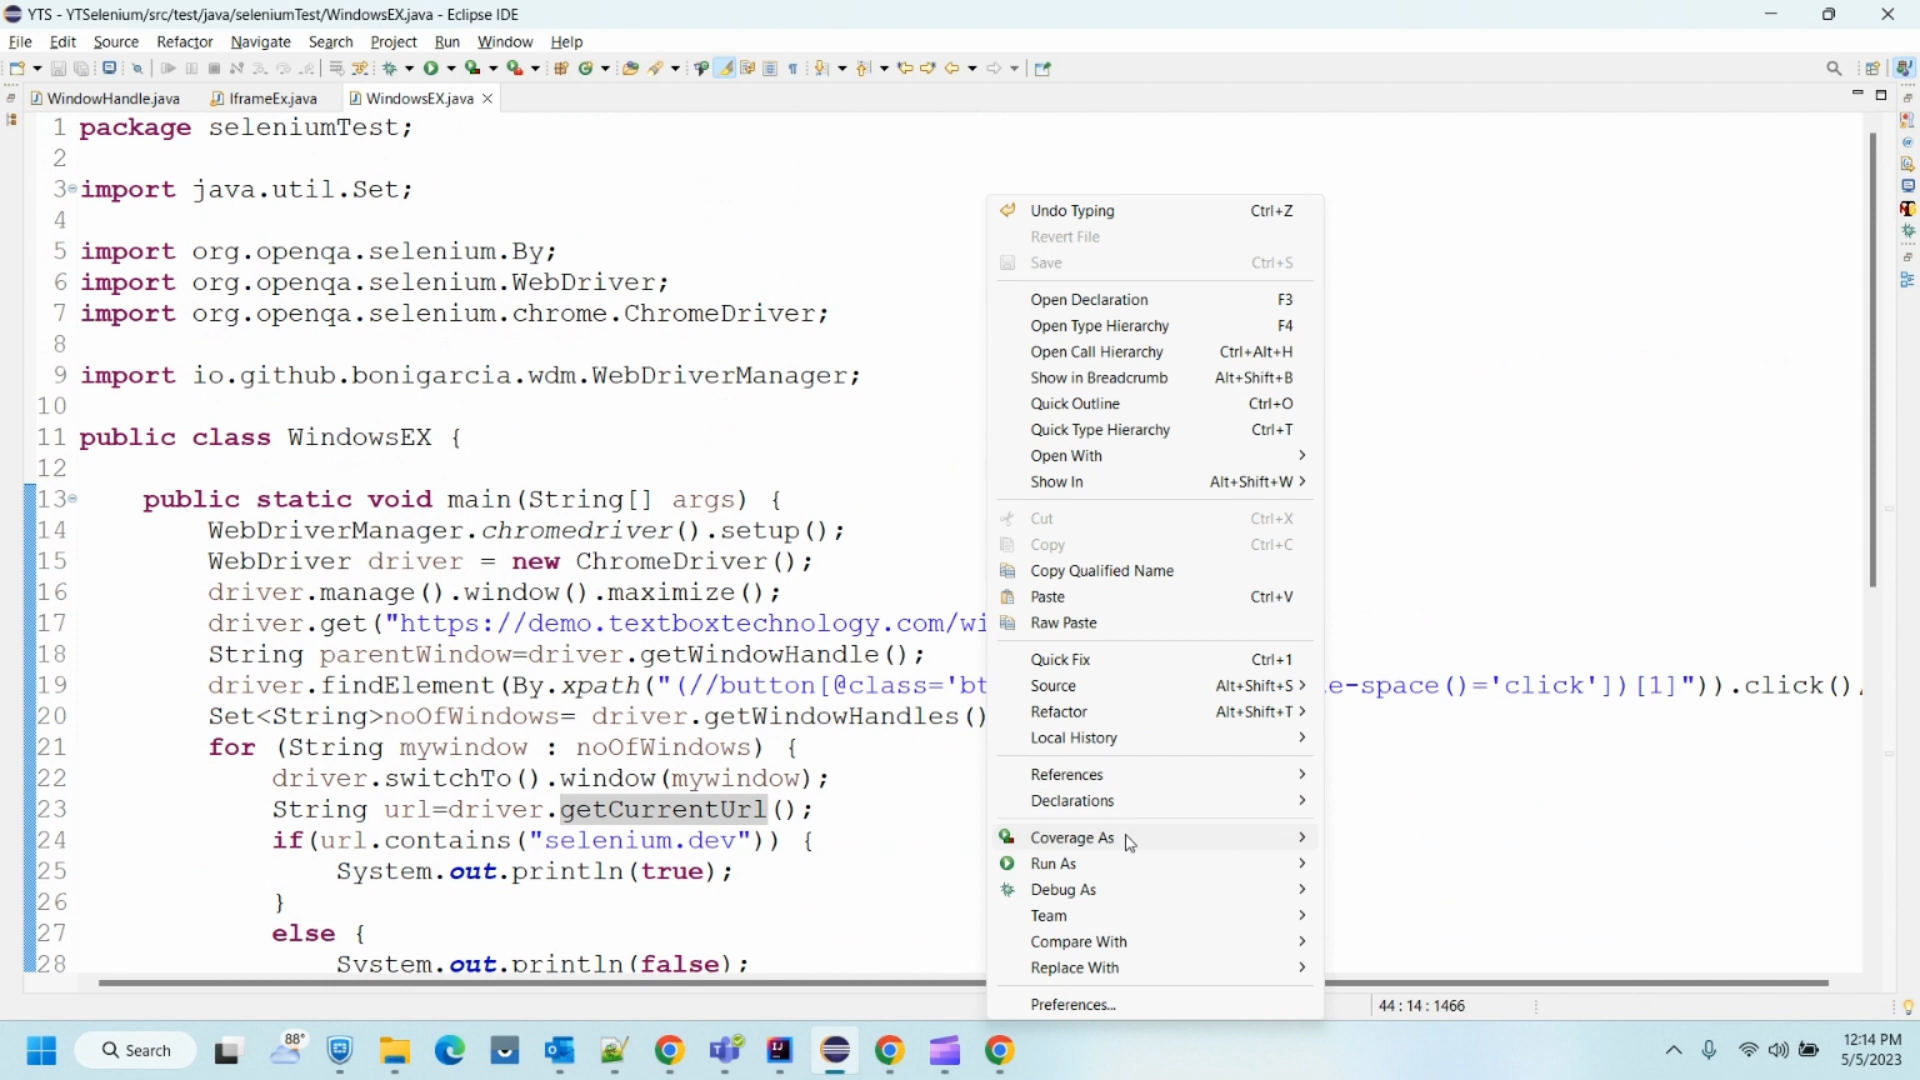 YTS - YTSelenium/src/test/java/seleniumTest/WindowsEX.java - Eclipse IDE
File Edit Source Refactor Navigate Search Project Run Window Help
WindowHandle.java IframeEx.java WindowsEX.java
1 package seleniumTest;
2
3 import java.util.Set;
4
5 import org.openqa.selenium.By;
6 import org.openqa.selenium.WebDriver;
7 import org.openqa.selenium.chrome.ChromeDriver;
8
9 import io.github.bonigarcia.wdm.WebDriverManager;
10
11 public class WindowsEX {
12
13 public static void main(String[] args) {
14 WebDriverManager.chromedriver().setup();
15 WebDriver driver = new ChromeDriver();
16 driver.manage().window().maximize();
17 driver.get("https://demo.textboxtechnology.com/wi
18 String parentWindow=driver.getWindowHandle();
19 driver.findElement(By.xpath("(//button[@class='bt e-space()='click'])[1]")).click()
20 Set<String>noOfWindows= driver.getWindowHandles()
21 for (String mywindow : noOfWindows) {
22 driver.switchTo().window(mywindow);
23 String url=driver.getCurrentUrl();
24 if(url.contains("selenium.dev")) {
25 System.out.println(true);
26 }
27 else {
28 System.out.println(false);
Undo Typing Ctrl+Z
Revert File
Save Ctrl+S
Open Declaration F3
Open Type Hierarchy F4
Open Call Hierarchy Ctrl+Alt+H
Show in Breadcrumb Alt+Shift+B
Quick Outline Ctrl+O
Quick Type Hierarchy Ctrl+T
Open With
Show In Alt+Shift+W
Cut Ctrl+X
Copy Ctrl+C
Copy Qualified Name
Paste Ctrl+V
Raw Paste
Quick Fix Ctrl+1
Source Alt+Shift+S
Refactor Alt+Shift+T
Local History
References
Declarations
Coverage As
Run As
Debug As
Team
Compare With
Replace With
Preferences...
44 : 14 : 1466
Search
88°
12:14 PM
5/5/2023